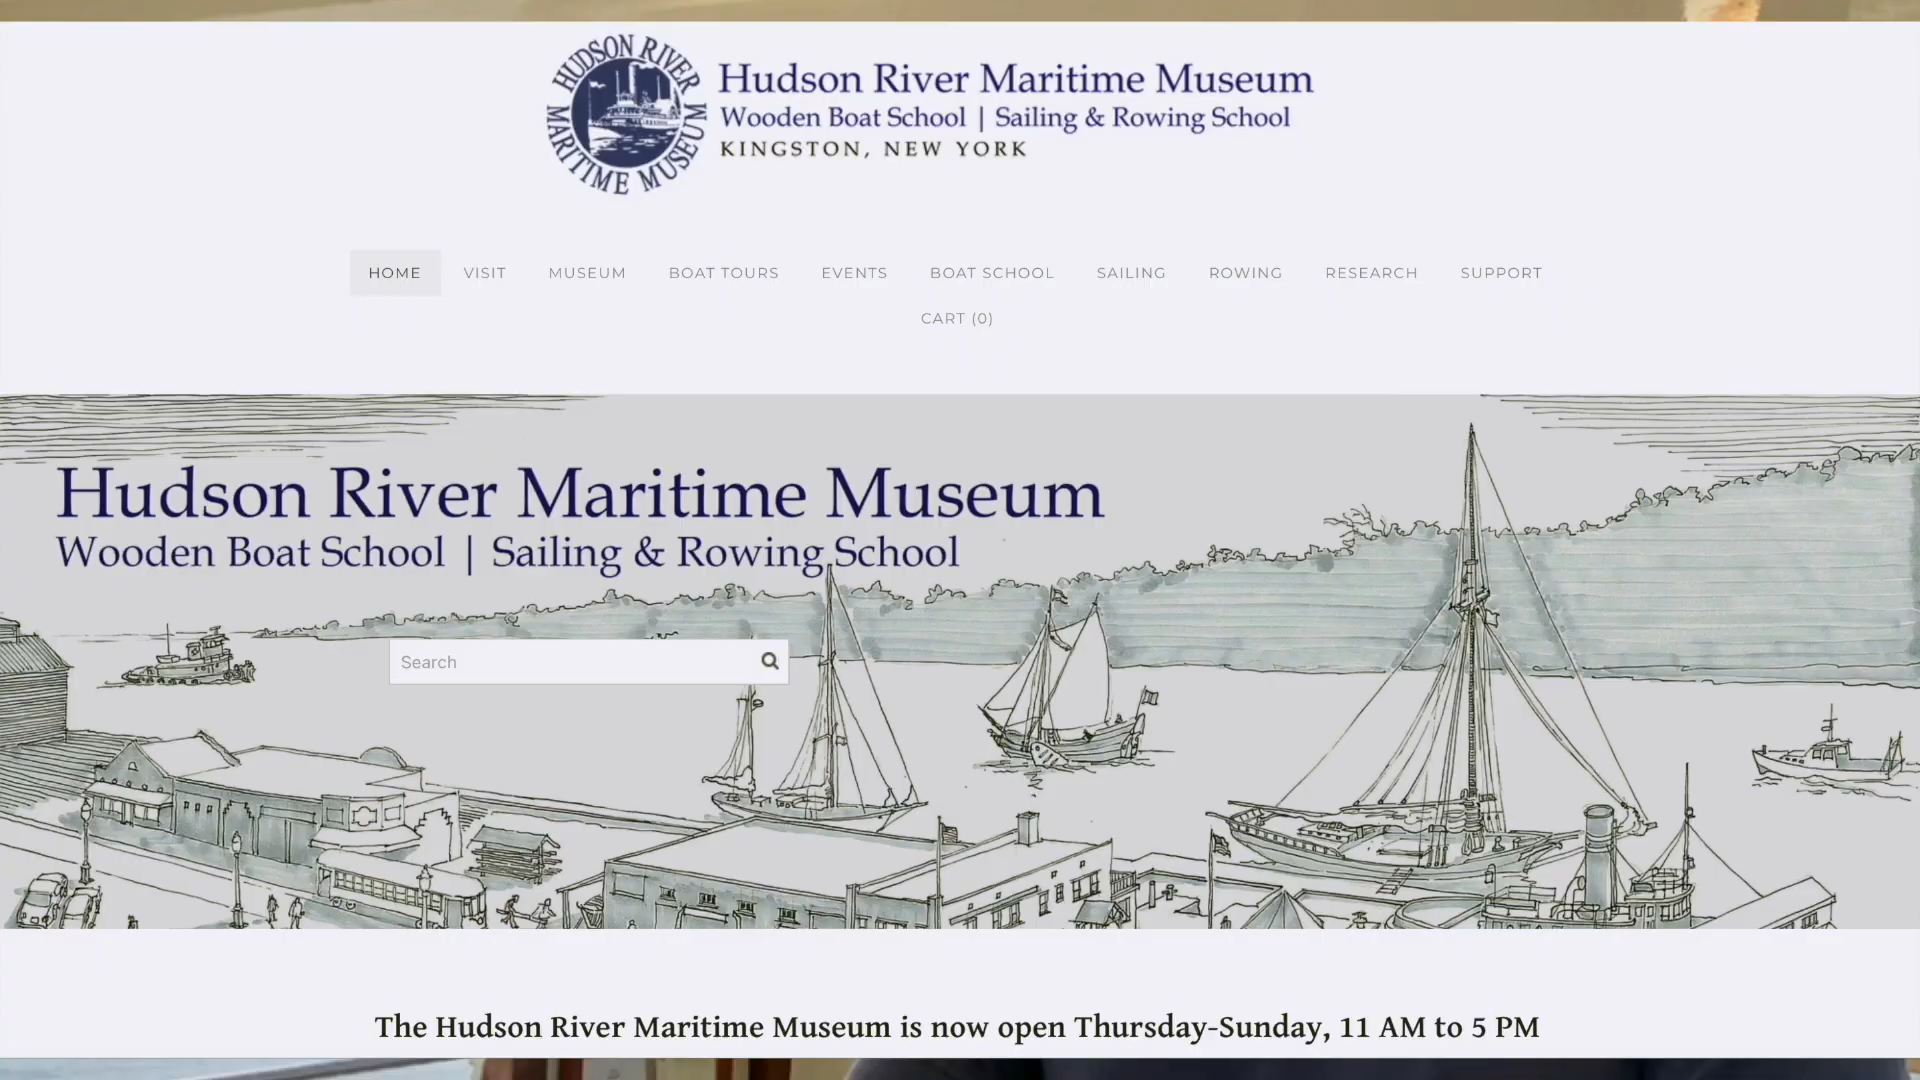 HUDSON RIVER
MARITIME MUSEUM
Hudson River Maritime Museum
Wooden Boat School | Sailing & Rowing School
KINGSTON, NEW YORK
HOME VISIT MUSEUM BOAT TOURS EVENTS BOAT SCHOOL SAILING ROWING RESEARCH SUPPORT
CART (0)
Hudson River Maritime Museum
Wooden Boat School | Sailing & Rowing School
Search
The Hudson River Maritime Museum is now open Thursday-Sunday, 11 AM to 5 PM